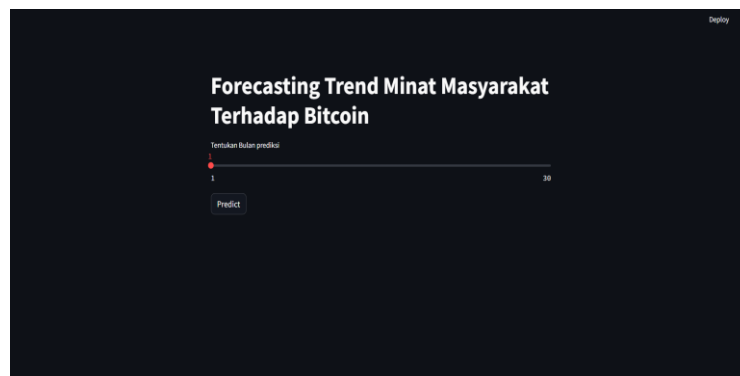 Deploy
Forecasting Trend Minat Masyarakat
Terhadap Bitcoin
Tentukan Bulan prediksi
1
1 30
Predict